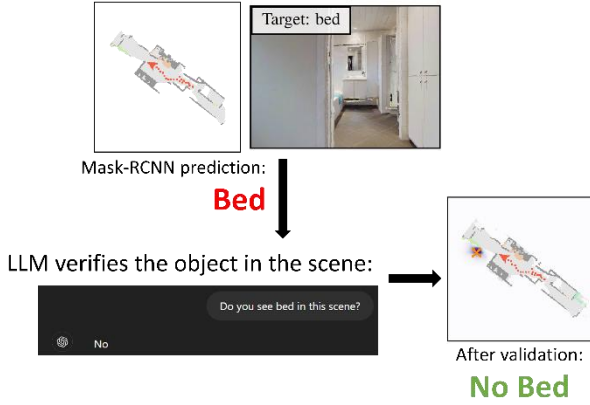 Target: bed
Mask-RCNN prediction:
Bed
LLM verifies the object in the scene:
Do you see bed in this scene?
No
After validation:
No Bed